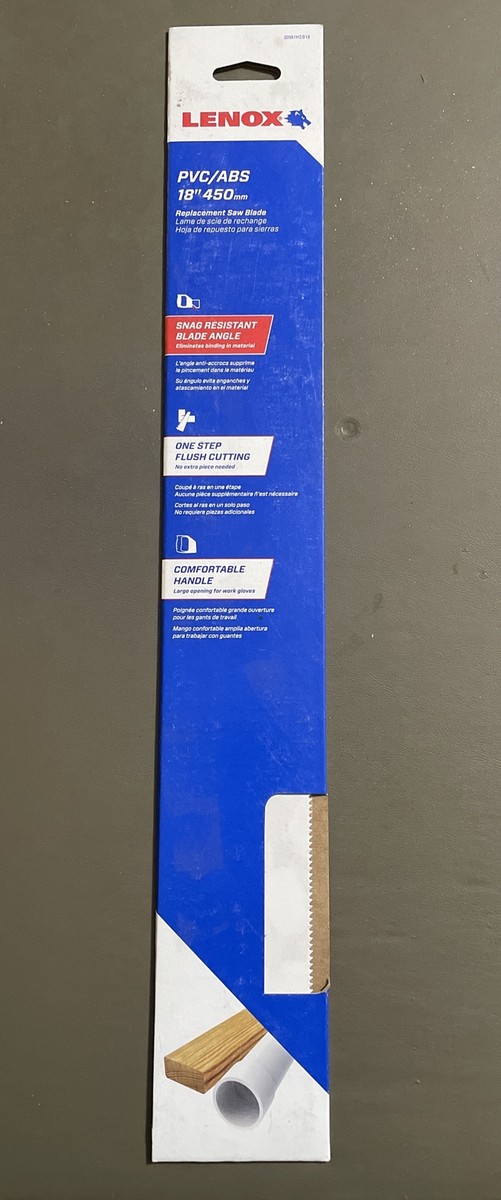 LENOX
PVC/ABS
18" 450mm
Replacement Saw Blade
Lame de scie de rechange
Hoja de repuesto para sierras
SNAG RESISTANT
BLADE ANGLE
Eliminates binding in material
L'angle anti-accrocs supprime
le pincement dans le matériau
Su ángulo evita enganches y
atascamiento en el material
ONE STEP
FLUSH CUTTING
No extra piece needed
Coupé à ras en une étape
Aucune pièce supplémentaire n'est nécessaire
Cortes al ras en un solo paso
No requiere piezas adicionales
COMFORTABLE
HANDLE
Large opening for work gloves
Poignée confortable grande ouverture
pour les gants de travail
Mango confortable amplia abertura
para trabajar con guantes